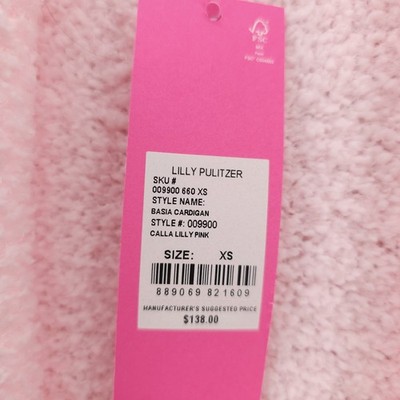 FSC
LILLY PULITZER
SKU #
009900 660 XS
STYLE NAME:
BASIA CARDIGAN
STYLE #: 009900
CALLA LILLY PINK
SIZE: XS
889069 821609
MANUFACTURER'S SUGGESTED PRICE
$138.00